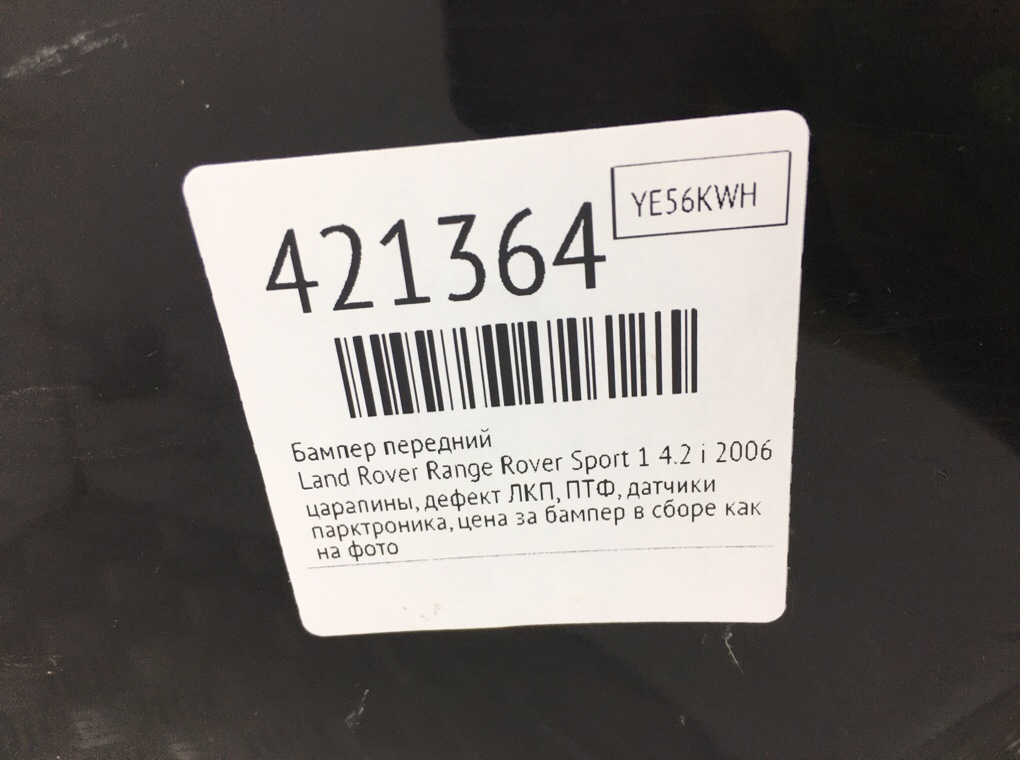 YE56KWH
421364
Бампер передний
Land Rover Range Rover Sport 1 4.2 i 2006
царапины, дефект ЛКП, ПТФ, датчики
парктроника, цена за бампер в сборе как
на фото